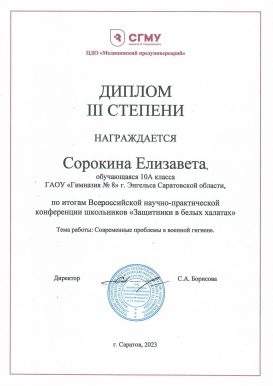 СГМУ
ЦДО «Медицинский предуниверсарий»
ДИПЛОМ
III СТЕПЕНИ
НАГРАЖДАЕТСЯ
Сорокина Елизавета,
обучающаяся 10А класса
ГАОУ «Гимназия № 8» г. Энгельса Саратовской области,
по итогам Всероссийской научно-практической
конференции школьников «Защитники в белых халатах»
Тема работы: Современные проблемы в военной гигиене.
Директор С.А. Борисова
г. Саратов, 2023